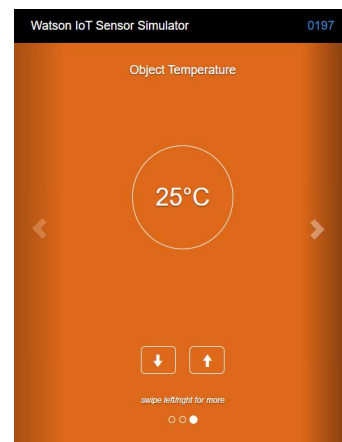 Watson IoT Sensor Simulator 0197
Object Temperature
25°C
swipe left/right for more